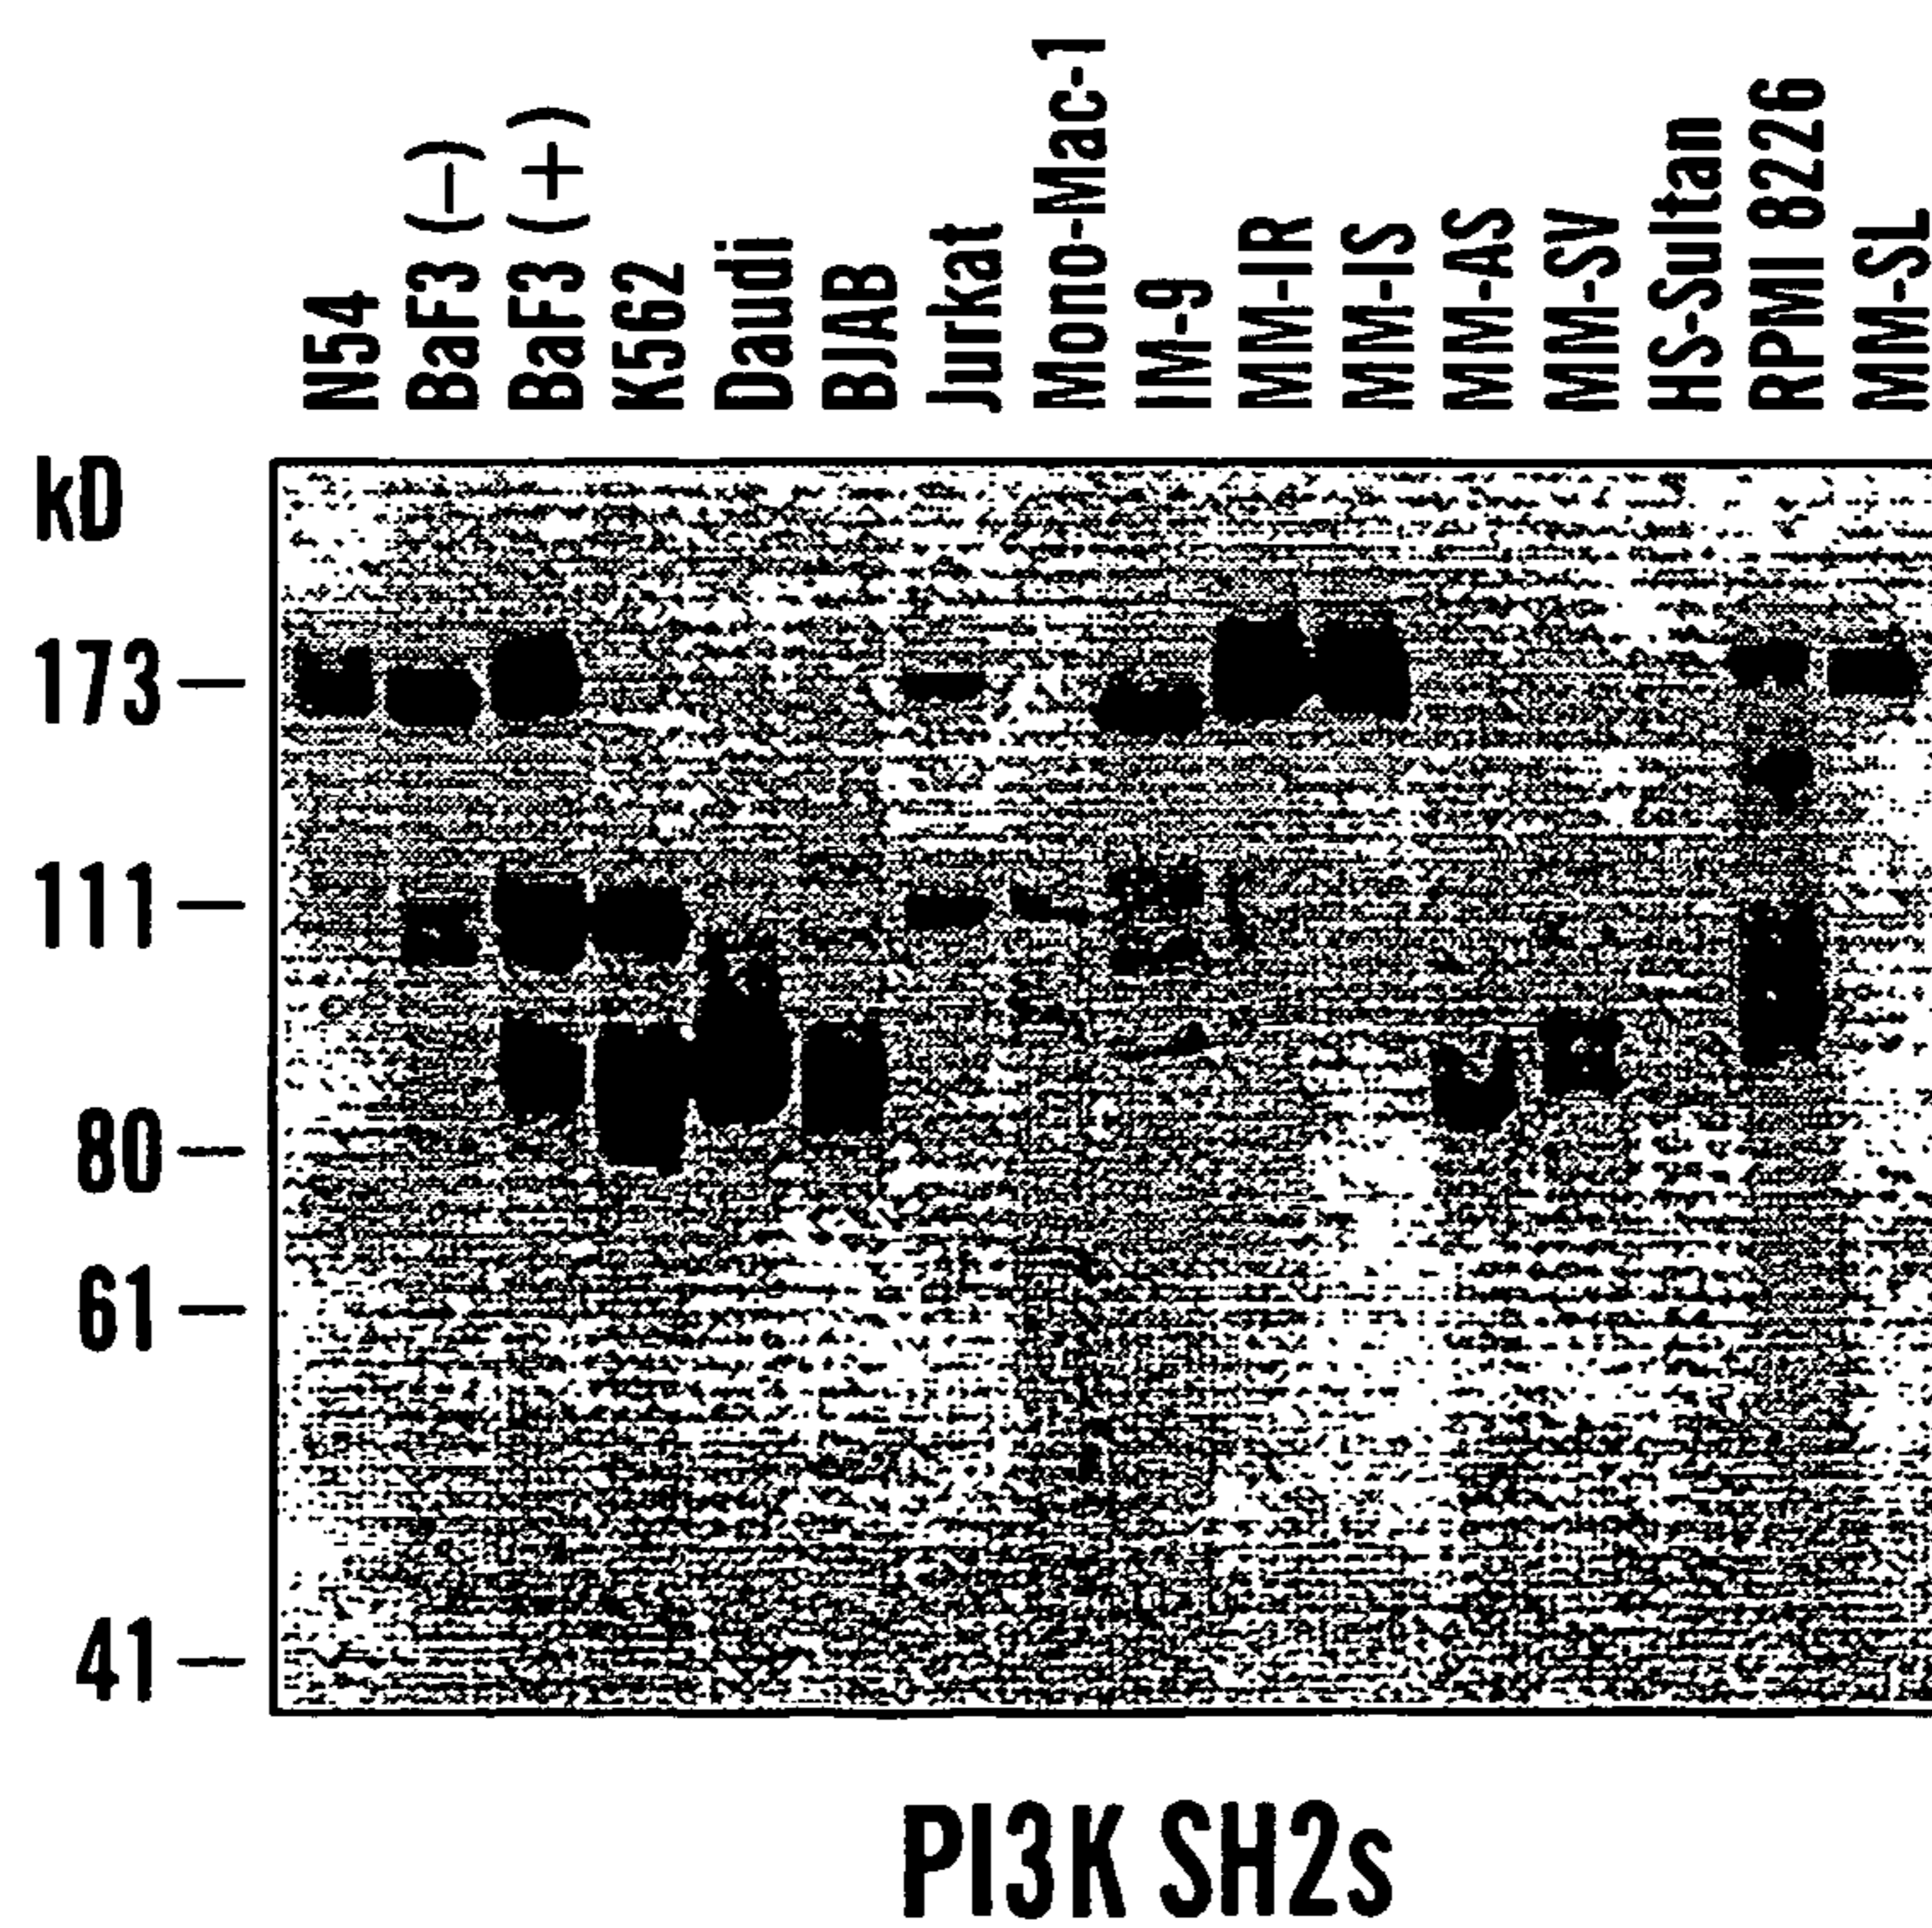 N54
BaF3 (–)
BaF3 (+)
K562
Daudi
BJAB
Jurkat
Mono-Mac-1
IM-9
MM-IR
MM-IS
MM-AS
MM-SV
HS-Sultan
RPMI 8226
MM-SL
kD
173
111
80
61
41
PI3K SH2s